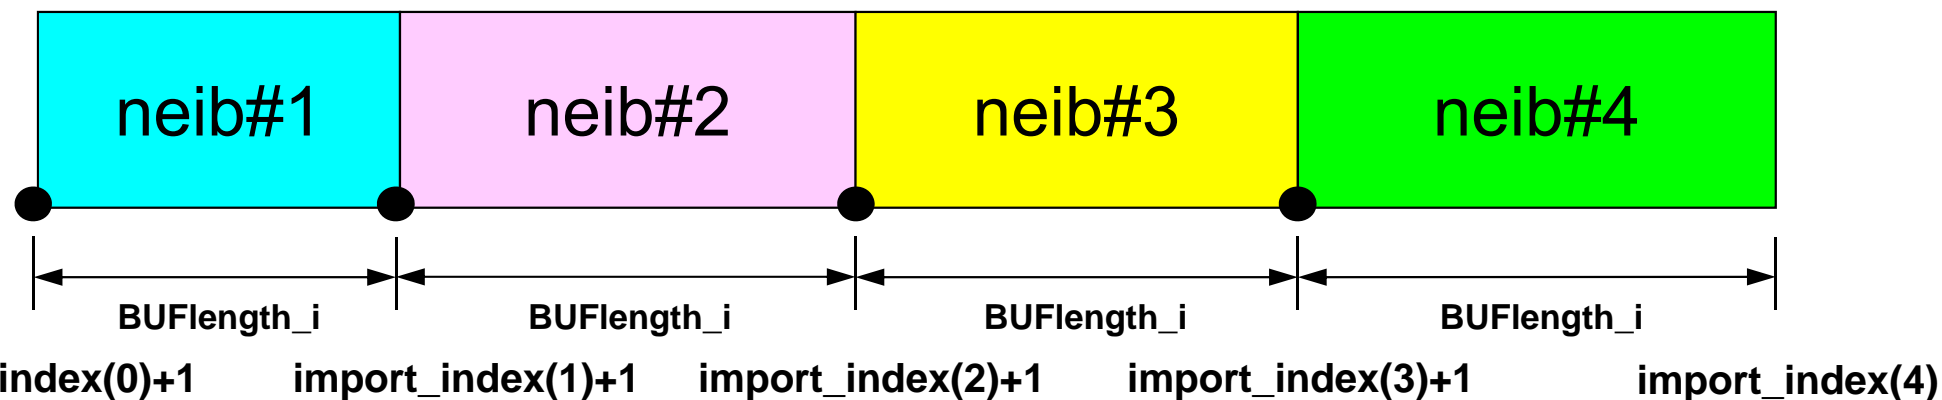 neib#1 neib#2 neib#3 neib#4
BUFlength_i BUFlength_i BUFlength_i BUFlength_i
index(0)+1 import_index(1)+1 import_index(2)+1 import_index(3)+1 import_index(4)